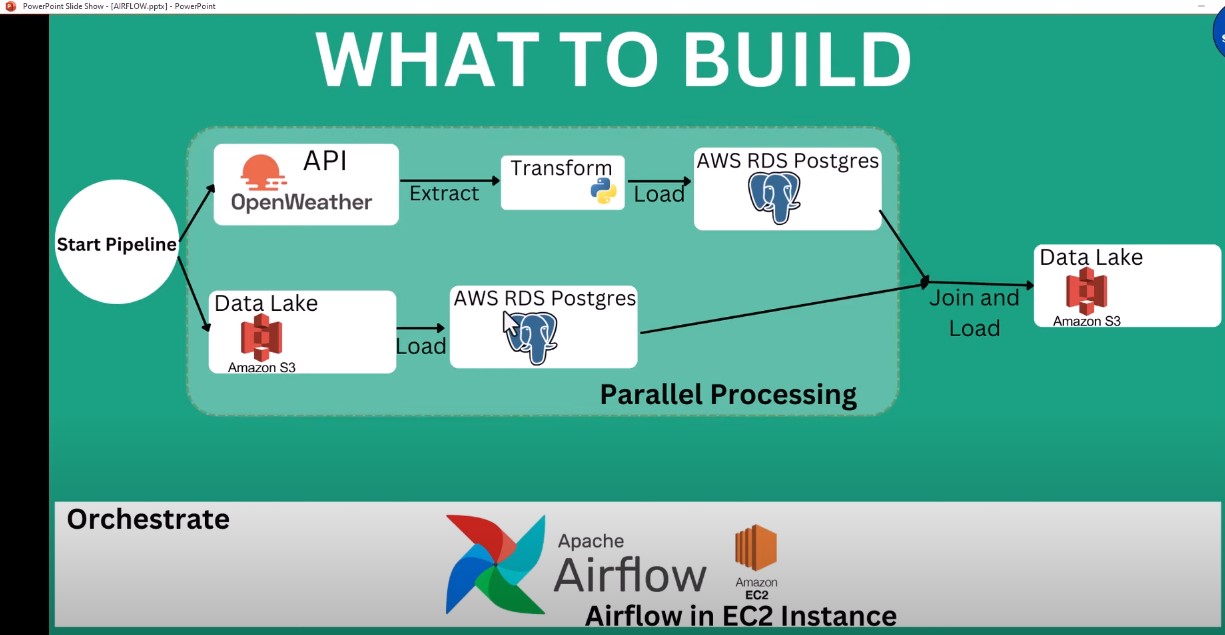 PowerPoint Slide Show - [AIRFLOW.pptx] - PowerPoint
WHAT TO BUILD
Start Pipeline
API
OpenWeather
Extract
Transform
Load
AWS RDS Postgres
Data Lake
Amazon S3
Load
AWS RDS Postgres
Join and
Load
Data Lake
Amazon S3
Parallel Processing
Orchestrate
Apache
Airflow
Amazon
EC2
Airflow in EC2 Instance